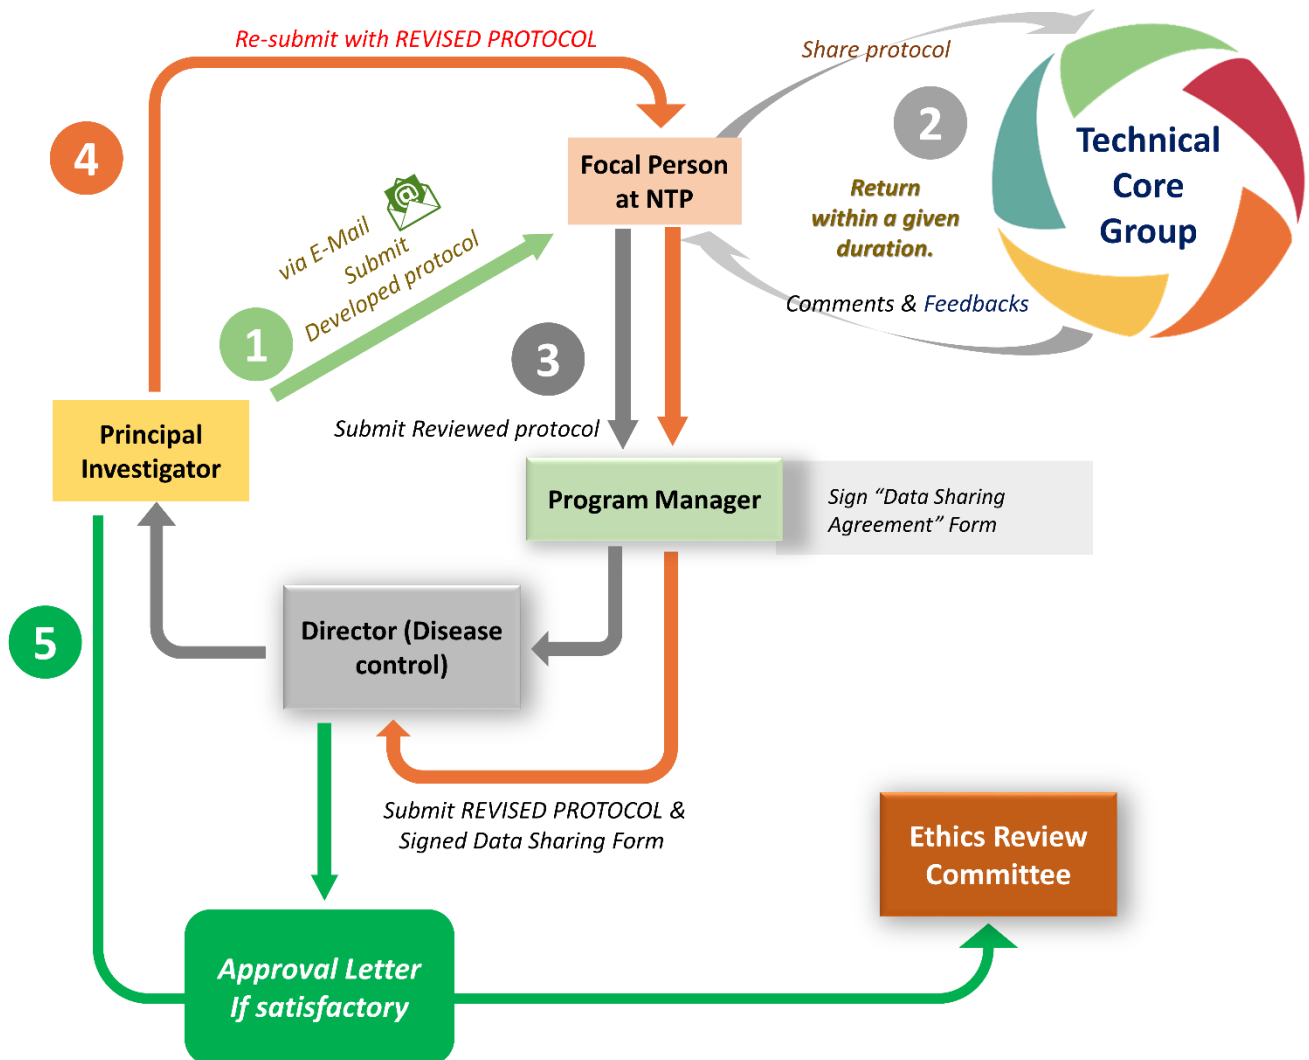 Re-submit with REVISED PROTOCOL
Share protocol
4
2
Technical
Core
Group
Focal Person
at NTP
via E-Mail
@
Submit
Developed protocol
Return
within a given
duration.
1
Comments & Feedbacks
3
Submit Reviewed protocol
Principal
Investigator
Program Manager
Sign “Data Sharing
Agreement” Form
5
Director (Disease
control)
Submit REVISED PROTOCOL &
Signed Data Sharing Form
Ethics Review
Committee
Approval Letter
If satisfactory